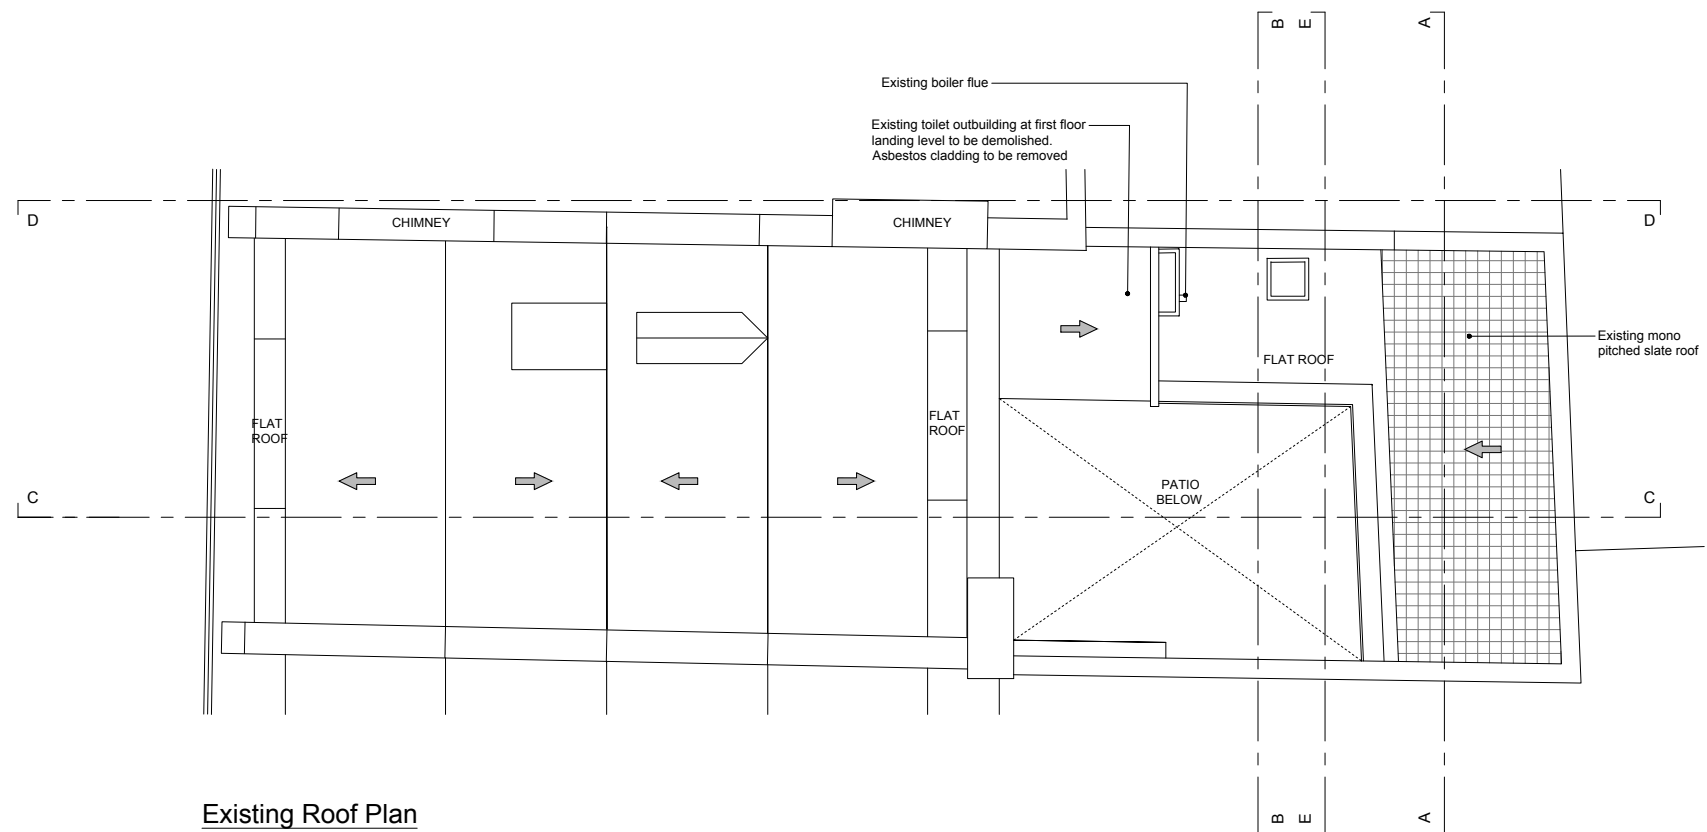 B
E
A
Existing boiler flue
Existing toilet outbuilding at first floor
landing level to be demolished.
Asbestos cladding to be removed
D
CHIMNEY
CHIMNEY
D
Existing mono
pitched slate roof
FLAT ROOF
FLAT
ROOF
FLAT
ROOF
PATIO
BELOW
C
C
Existing Roof Plan
B
E
A